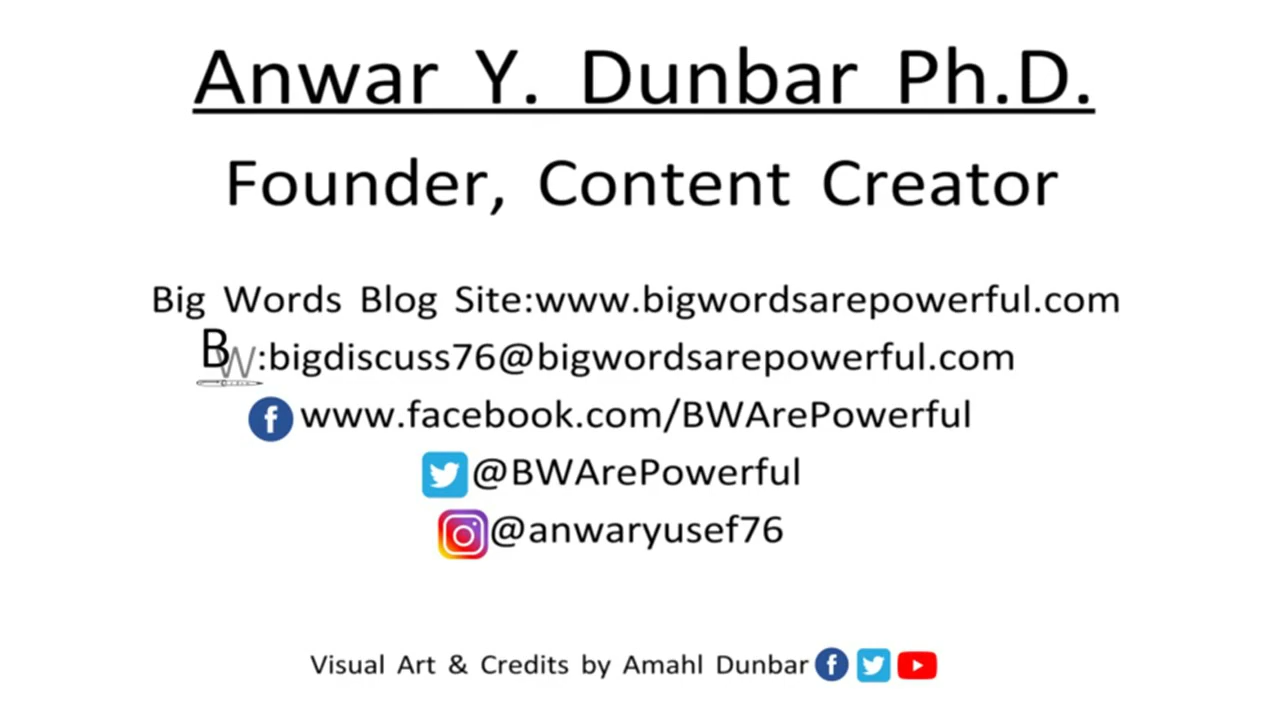 Anwar Y. Dunbar Ph.D.
Founder, Content Creator
Big Words Blog Site:www.bigwordsarepowerful.com
BW:bigdiscuss76@bigwordsarepowerful.com
www.facebook.com/BWArePowerful
@BWArePowerful
@anwaryusef76
Visual Art & Credits by Amahl Dunbar